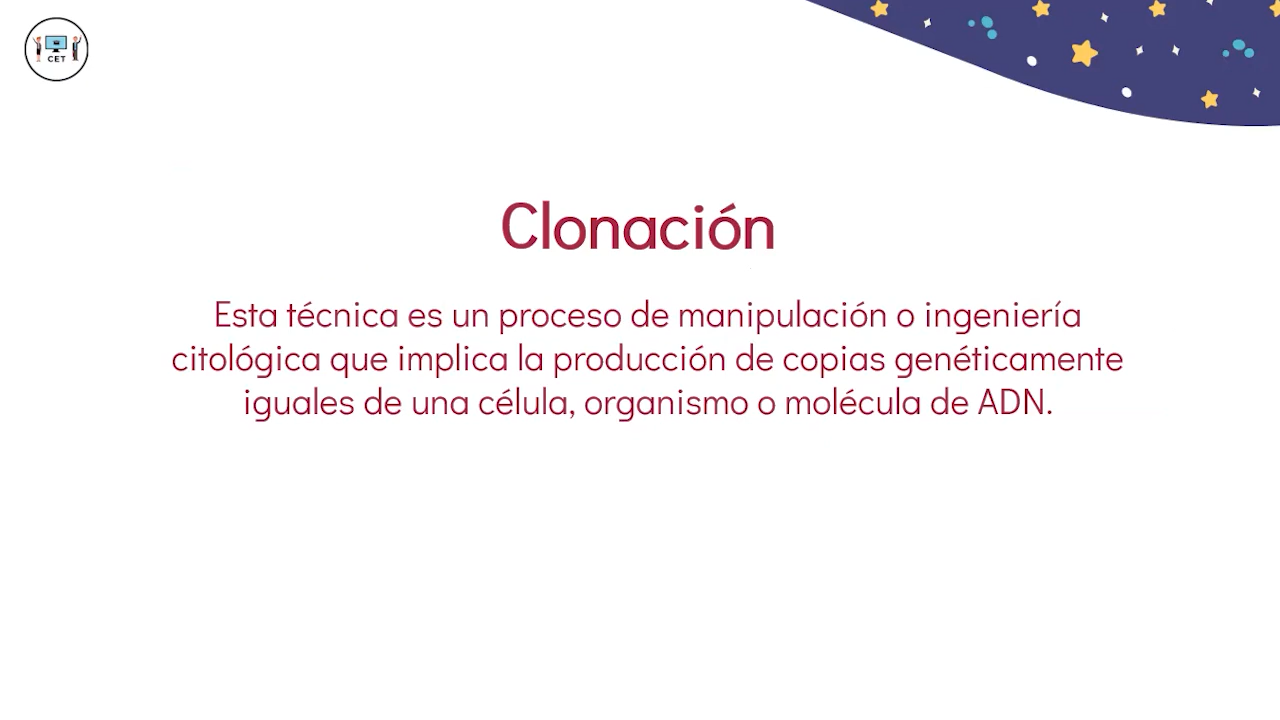 CET
Clonación
Esta técnica es un proceso de manipulación o ingeniería
citológica que implica la producción de copias genéticamente
iguales de una célula, organismo o molécula de ADN.